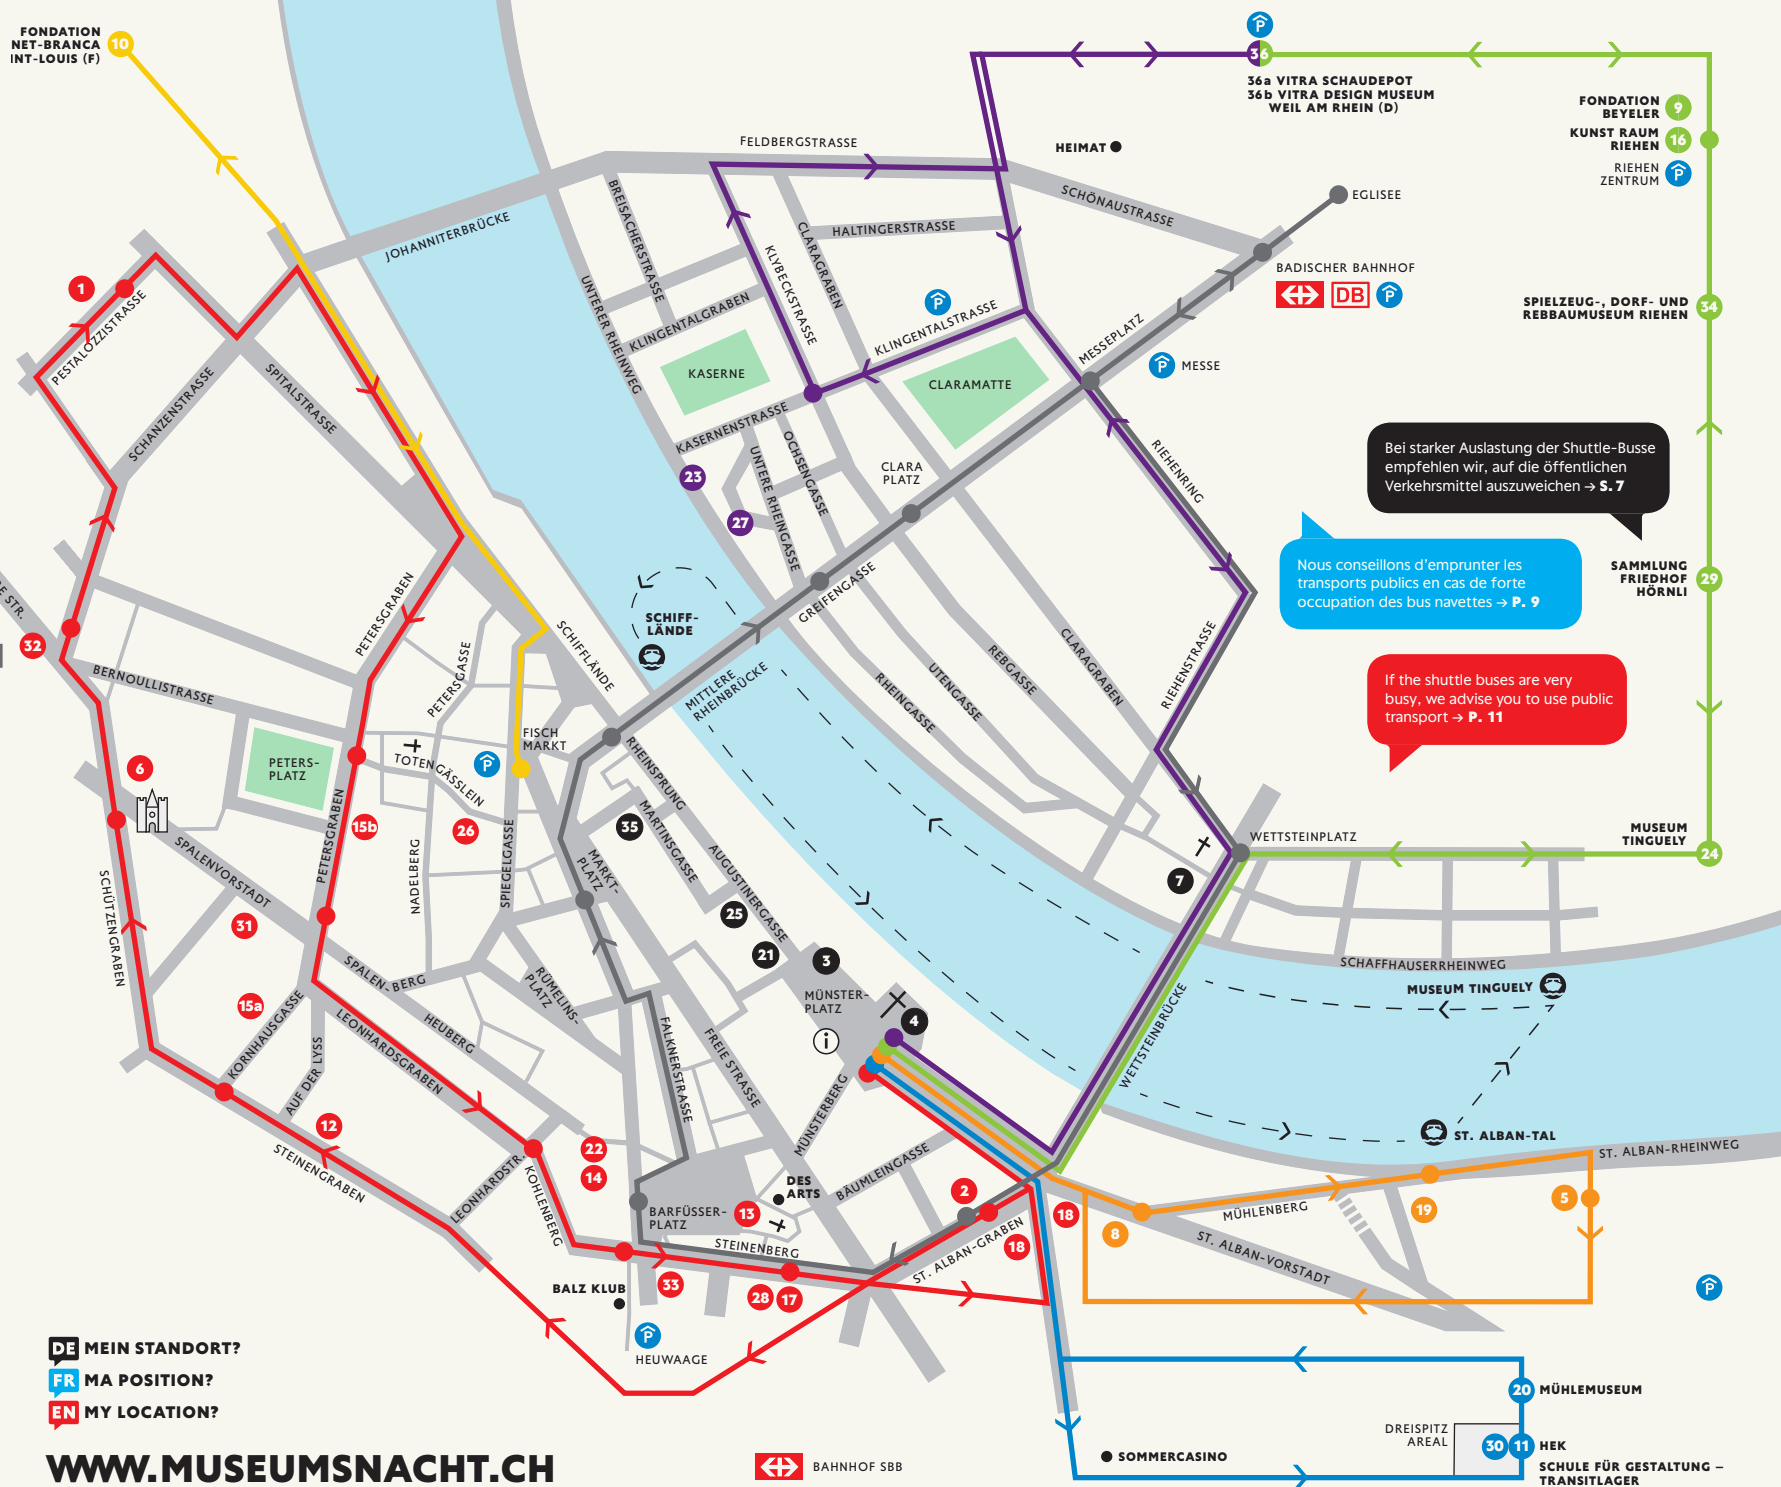 FONDATION
NET-BRANCA
INT-LOUIS (F)
10
36
36a VITRA SCHAUDEPOT
36b VITRA DESIGN MUSEUM
WEIL AM RHEIN (D)
FONDATION
BEYELER
9
KUNST RAUM
RIEHEN
16
RIEHEN
ZENTRUM
P
HEIMAT
FELDBERGSTRASSE
SCHÖNAUSTRASSE
EGLISEE
JOHANNITERBRÜCKE
BREISACHERSTRASSE
CLARAGRABEN
HALTINGERSTRASSE
KLYBECKSTRASSE
UNTERER RHEINWEG
KLINGENTALGRABEN
KLINGENTALSTRASSE
BADISCHER BAHNHOF
DB
P
1
PESTALOZZISTRASSE
SPIELZEUG-, DORF- UND
REBBAUMUSEUM RIEHEN
34
MESSEPLATZ
P
MESSE
KASERNE
CLARAMATTE
SCHANZENSTRASSE
SPITALSTRASSE
KASERNENSTRASSE
OCHSENGASSE
UNTERE RHEINGASSE
CLARA
PLATZ
RIEHENRING
23
27
Bei starker Auslastung der Shuttle-Busse
empfehlen wir, auf die öffentlichen
Verkehrsmittel auszuweichen → S. 7
Nous conseillons d'emprunter les
transports publics en cas de forte
occupation des bus navettes → P. 9
SAMMLUNG
FRIEDHOF
HÖRNLI
29
If the shuttle buses are very
busy, we advise you to use public
transport → P. 11
E STR.
32
PETERSGRABEN
PETERSGASSE
SCHIFFLÄNDE
SCHIFF-
LÄNDE
GREIFENGASSE
MITTLERE
RHEINBRÜCKE
RHEINGASSE
UTENGASSE
REBGASSE
CLARAGRABEN
RIEHENSTRASSE
BERNOULLISTRASSE
FISCH
MARKT
P
TOTENGÄSSLEIN
PETERS-
PLATZ
6
15b
26
PETERSGRABEN
NADELBERG
SPIEGELGASSE
RHEINSPRUNG
MARTINSGASSE
35
AUGUSTINERGASSE
MARKT-
PLATZ
25
21
3
WETTSTEINPLATZ
7
MUSEUM
TINGUELY
24
SPALENVORSTADT
SCHÜTZENGRABEN
31
15a
SPALEN-BERG
RÜMELINS-
PLATZ
HEUBERG
KORNHAUSGASSE
AUF DER LYSS
LEONHARDSGRABEN
FALKNERSTRASSE
FREIE STRASSE
MÜNSTER-
PLATZ
4
i
MÜNSTERBERG
WETTSTEINBRÜCKE
SCHAFFHAUSERRHEINWEG
MUSEUM TINGUELY
ST. ALBAN-TAL
ST. ALBAN-RHEINWEG
12
STEINENGRABEN
LEONHARDSTR.
KOHLENBERG
22
14
BARFÜSSER-
PLATZ
13
DES
ARTS
BÄUMLEINGASSE
STEINENBERG
2
ST. ALBAN-GRABEN
18
18
8
MÜHLENBERG
19
5
ST. ALBAN-VORSTADT
33
28
17
BALZ KLUB
P
HEUWAAGE
P
DE MEIN STANDORT?
FR MA POSITION?
EN MY LOCATION?
WWW.MUSEUMSNACHT.CH
BAHNHOF SBB
SOMMERCASINO
20
MÜHLEMUSEUM
DREISPITZ
AREAL
30
11
HEK
SCHULE FÜR GESTALTUNG –
TRANSITLAGER